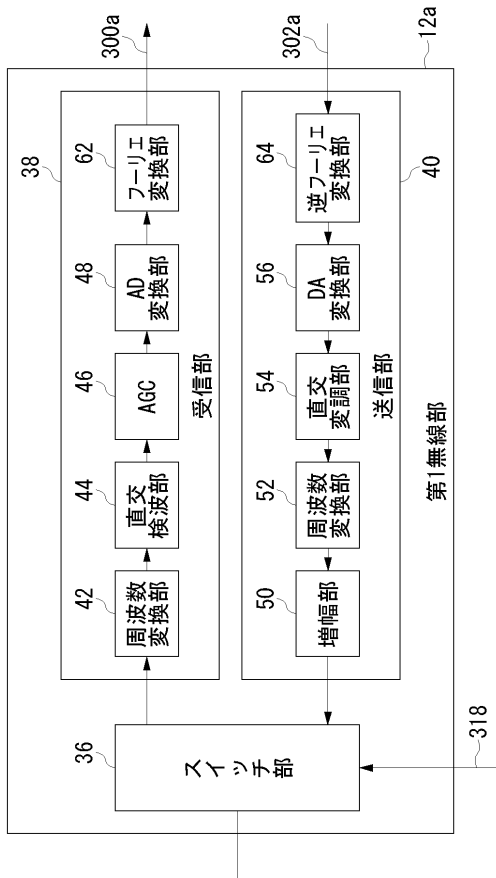 300a
302a
12a
38
62
フーリエ
変換部
48
AD
変換部
46
AGC
44
直交
検波部
42
周波数
変換部
受信部
64
逆フーリエ
変換部
56
DA
変換部
54
直交
変調部
52
周波数
変換部
50
増幅部
送信部
40
36
スイッチ部
318
第1無線部